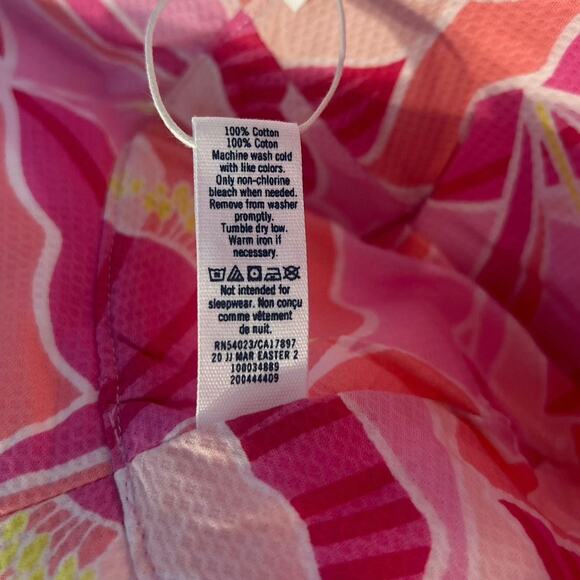 100% Cotton
100% Coton
Machine wash cold
with like colors.
Only non-chlorine
bleach when needed.
Remove from washer
promptly.
Tumble dry low.
Warm iron if
necessary.
Not intended for
sleepwear. Non conçu
comme vêtement
de nuit.
RN54023/CA17897
20 JJ MAR EASTER 2
100034889
200444409